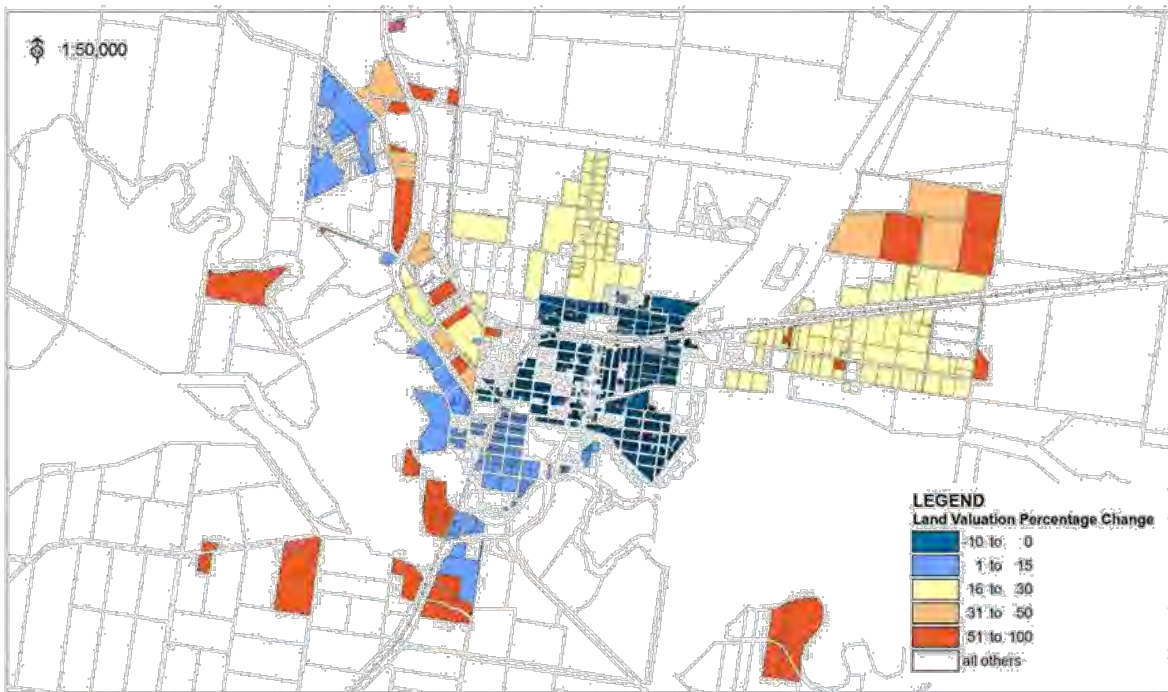 1:50,000
LEGEND
Land Valuation Percentage Change
-10 to 0
1 to 15
16 to 30
31 to 50
51 to 100
all others